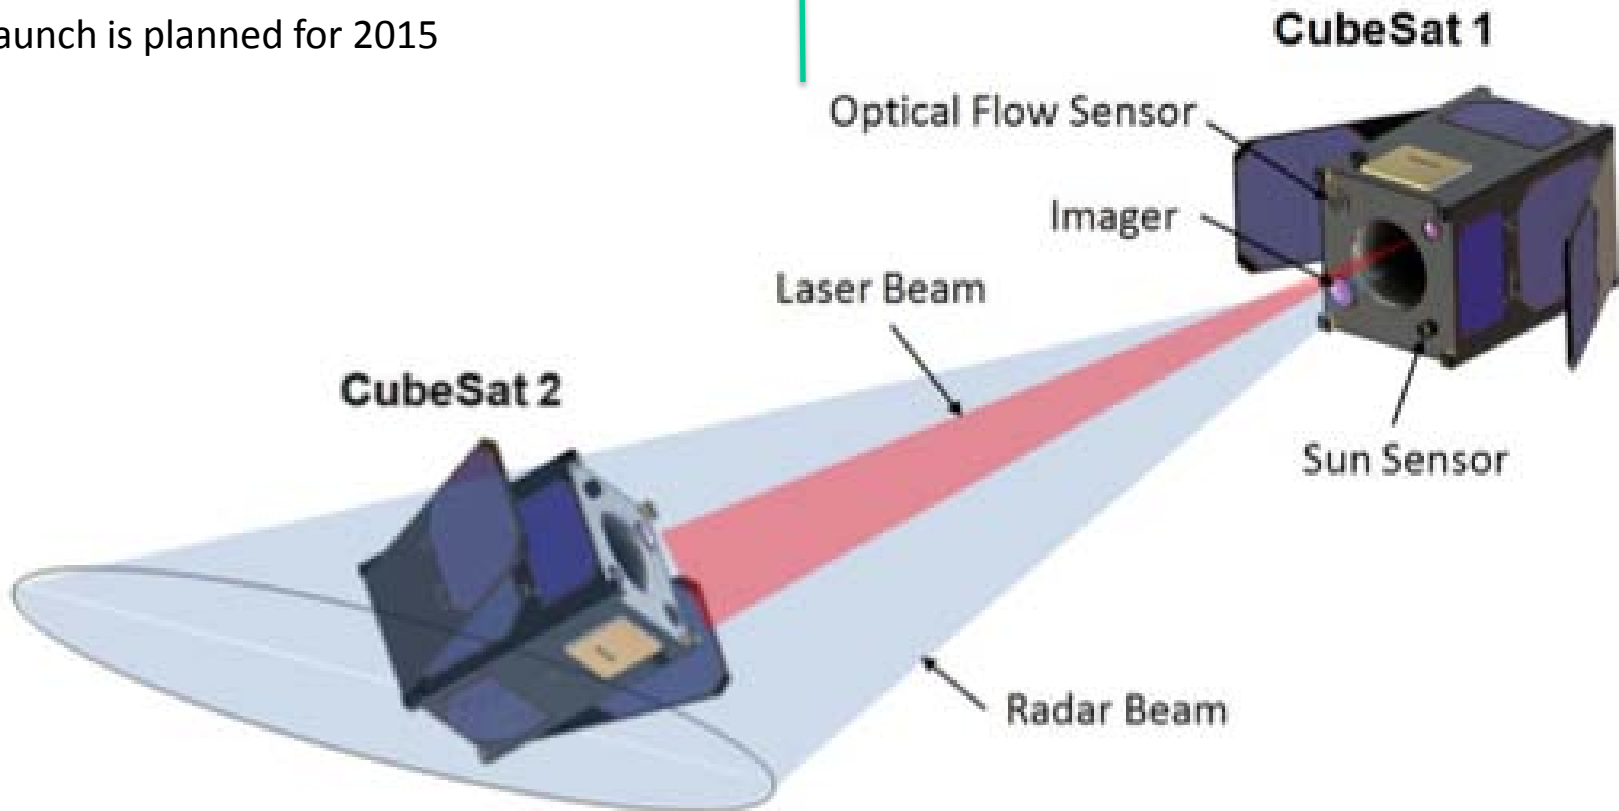 aunch is planned for 2015
CubeSat 1
Optical Flow Sensor
Imager
Laser Beam
CubeSat 2
Sun Sensor
Radar Beam